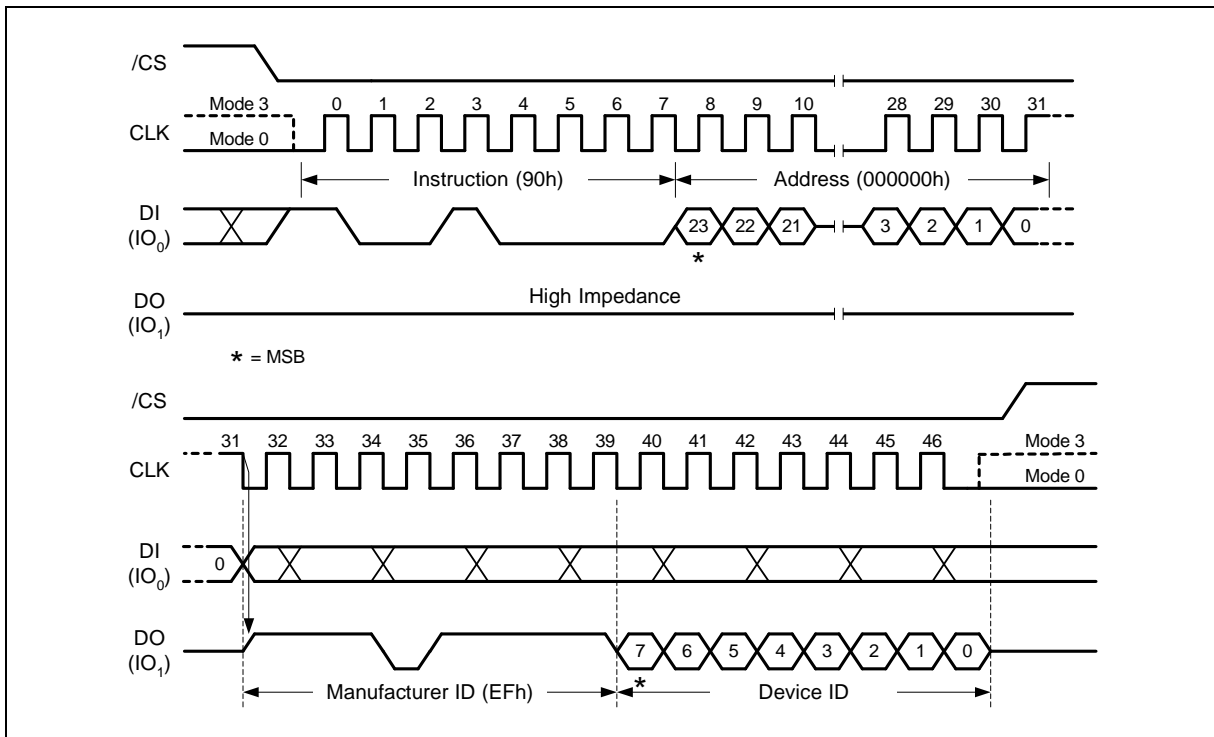 /CS
Mode 3 0 1 2 3 4 5 6 7 8 9 10 28 29 30 31
CLK
Mode 0
Instruction (90h) Address (000000h)
DI
(IO0) 23 22 21 3 2 1 0
*
High Impedance
DO
(IO1)
* = MSB
/CS
31 32 33 34 35 36 37 38 39 40 41 42 43 44 45 46 Mode 3
CLK
Mode 0
DI
(IO0) 0
DO
(IO1) 7 6 5 4 3 2 1 0
*
Manufacturer ID (EFh) Device ID